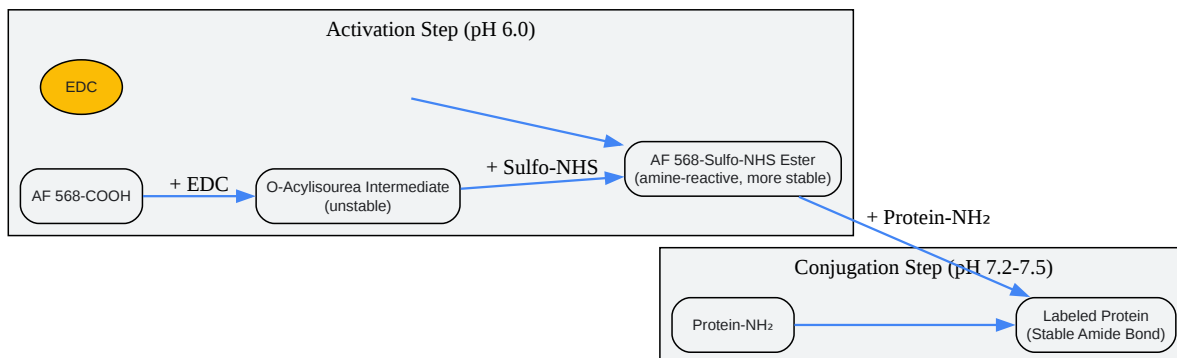 Activation Step (pH 6.0)
EDC
AF 568-COOH
+ EDC
O-Acylisourea Intermediate
(unstable)
+ Sulfo-NHS
AF 568-Sulfo-NHS Ester
(amine-reactive, more stable)
+ Protein-NH₂
Conjugation Step (pH 7.2-7.5)
Protein-NH₂
Labeled Protein
(Stable Amide Bond)